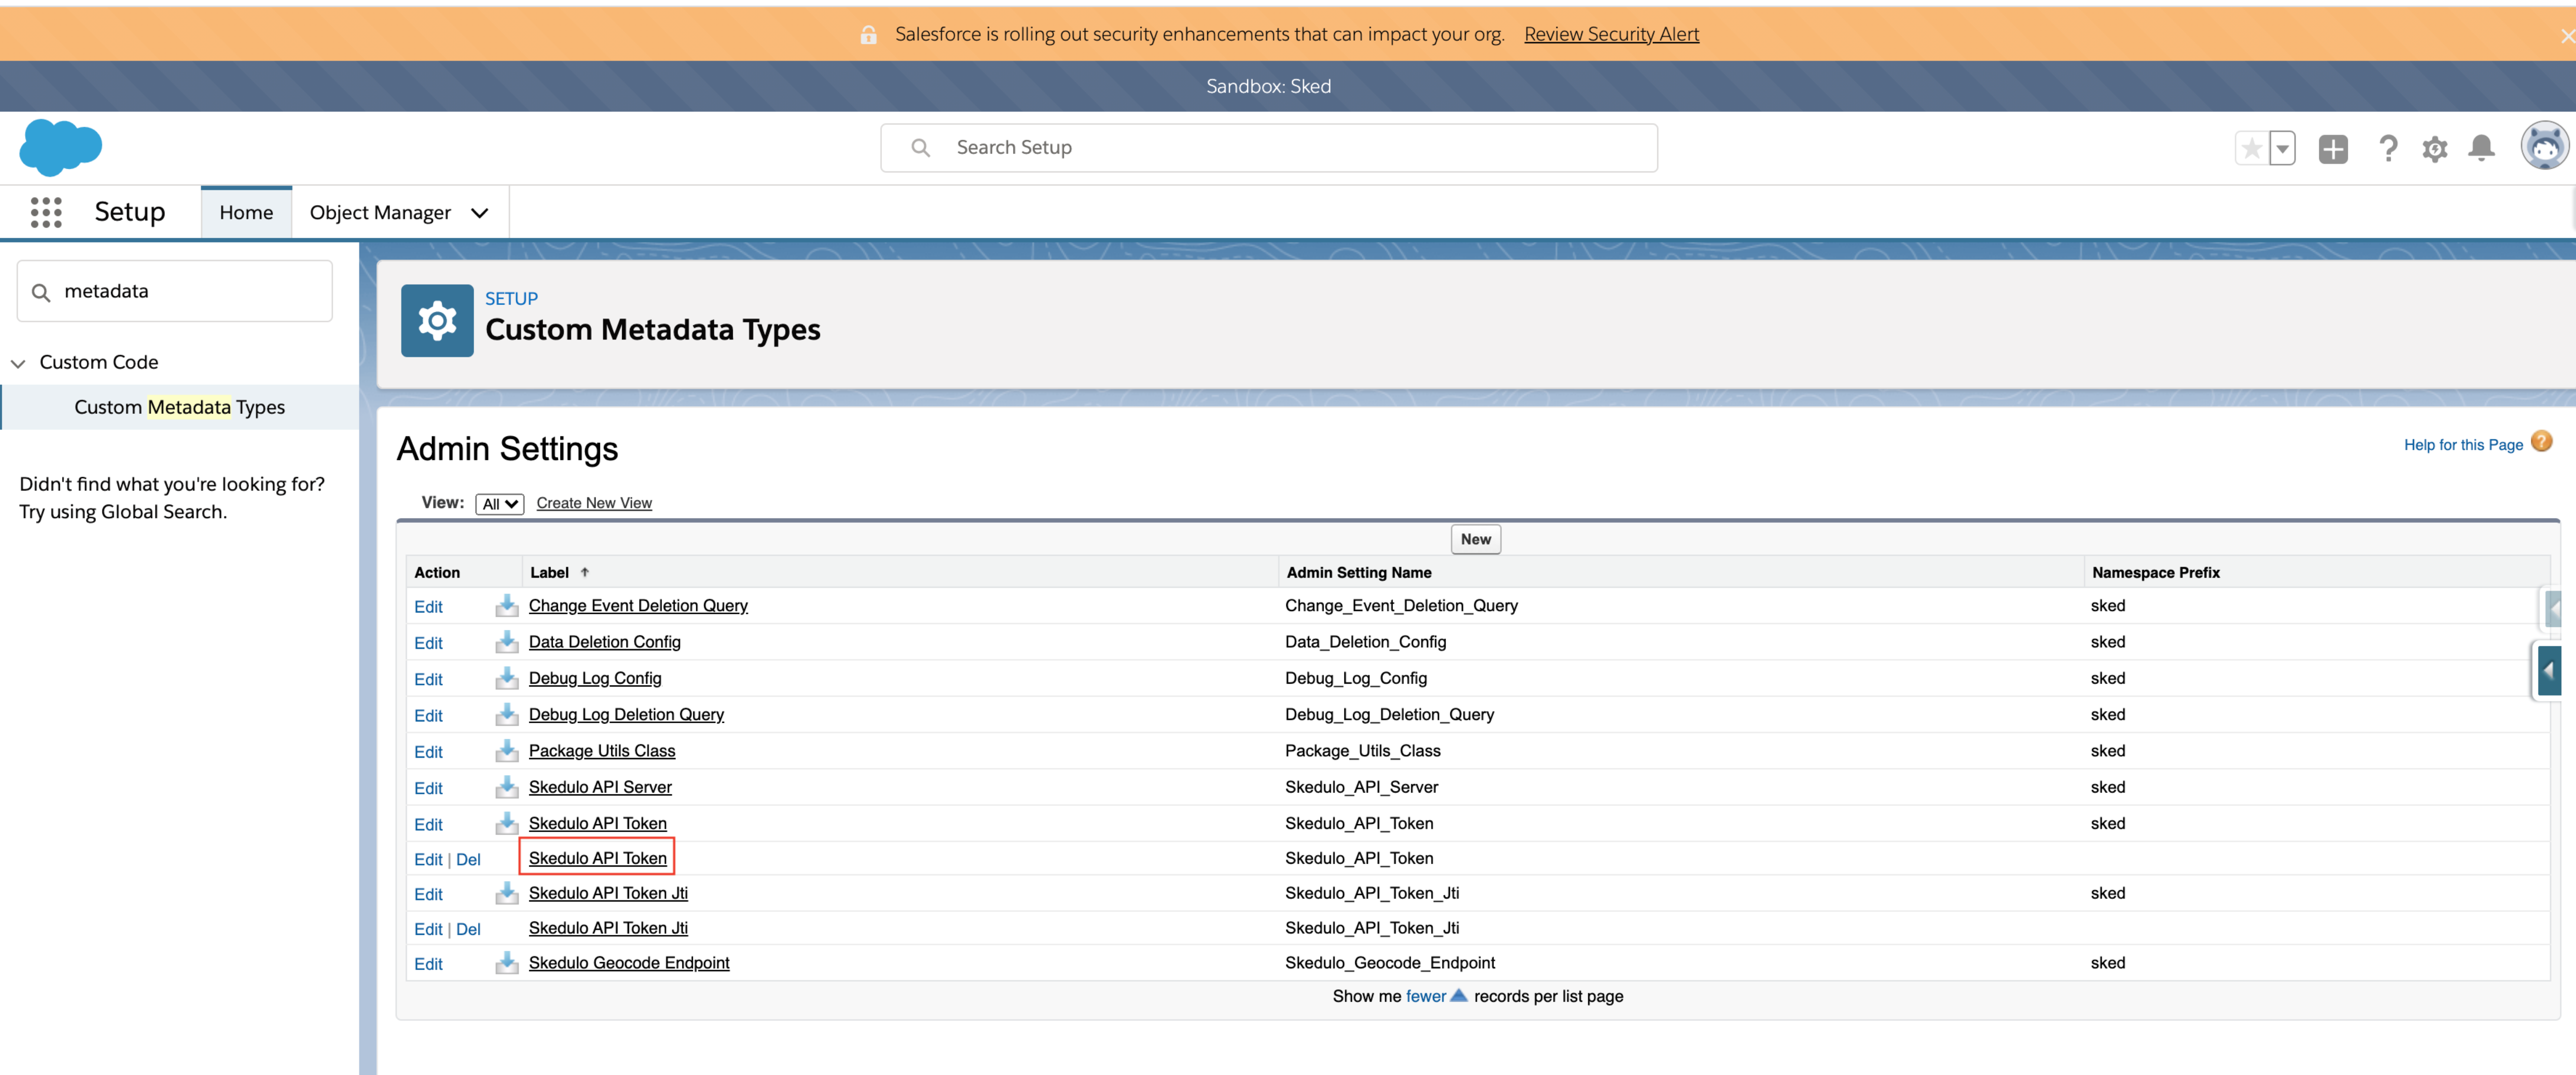 Salesforce is rolling out security enhancements that can impact your org. Review Security Alert
Sandbox: Sked
Search Setup
Setup Home Object Manager
metadata
Custom Code
Custom Metadata Types
Didn't find what you're looking for?
Try using Global Search.
SETUP
Custom Metadata Types
Admin Settings
Help for this Page ?
View: All Create New View
New
Action Label Admin Setting Name Namespace Prefix
Edit Change Event Deletion Query Change_Event_Deletion_Query sked
Edit Data Deletion Config Data_Deletion_Config sked
Edit Debug Log Config Debug_Log_Config sked
Edit Debug Log Deletion Query Debug_Log_Deletion_Query sked
Edit Package Utils Class Package_Utils_Class sked
Edit Skedulo API Server Skedulo_API_Server sked
Edit Skedulo API Token Skedulo_API_Token sked
Edit | Del Skedulo API Token Skedulo_API_Token
Edit Skedulo API Token Jti Skedulo_API_Token_Jti sked
Edit | Del Skedulo API Token Jti Skedulo_API_Token_Jti
Edit Skedulo Geocode Endpoint Skedulo_Geocode_Endpoint sked
Show me fewer records per list page